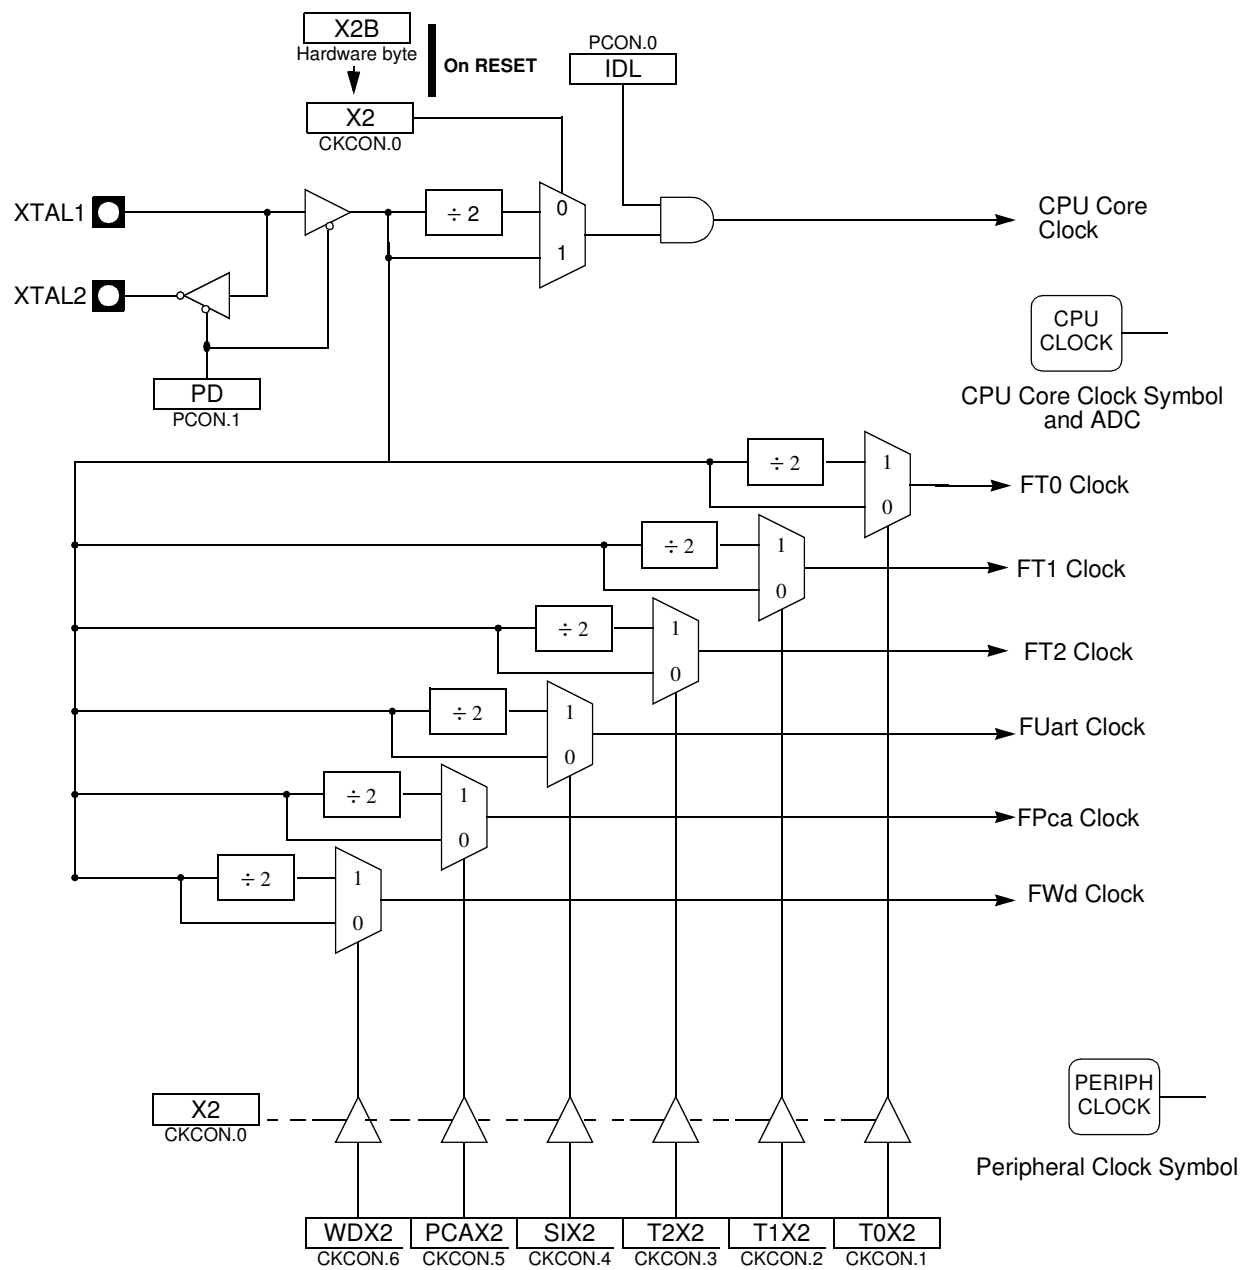 X2B
Hardware byte
On RESET
PCON.0
IDL
X2
CKCON.0
XTAL1
÷ 2
0
1
CPU Core
Clock
XTAL2
CPU
CLOCK
PD
PCON.1
CPU Core Clock Symbol
and ADC
÷ 2
1
0
FT0 Clock
÷ 2
1
0
FT1 Clock
÷ 2
1
0
FT2 Clock
÷ 2
1
0
FUart Clock
÷ 2
1
0
FPca Clock
÷ 2
1
0
FWd Clock
X2
CKCON.0
PERIPH
CLOCK
Peripheral Clock Symbol
WDX2
CKCON.6
PCAX2
CKCON.5
SIX2
CKCON.4
T2X2
CKCON.3
T1X2
CKCON.2
T0X2
CKCON.1